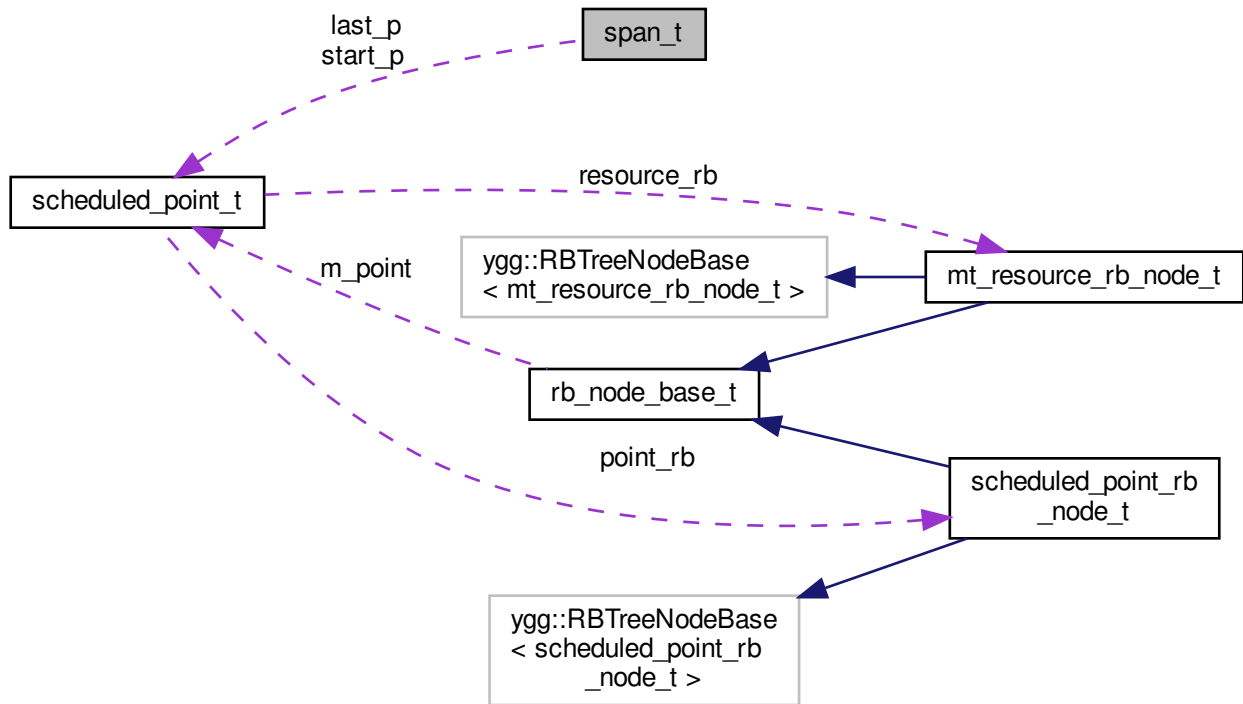 span_t
last_p
start_p
scheduled_point_t
resource_rb
m_point
ygg::RBTreeNodeBase
< mt_resource_rb_node_t >
mt_resource_rb_node_t
rb_node_base_t
point_rb
scheduled_point_rb
_node_t
ygg::RBTreeNodeBase
< scheduled_point_rb
_node_t >